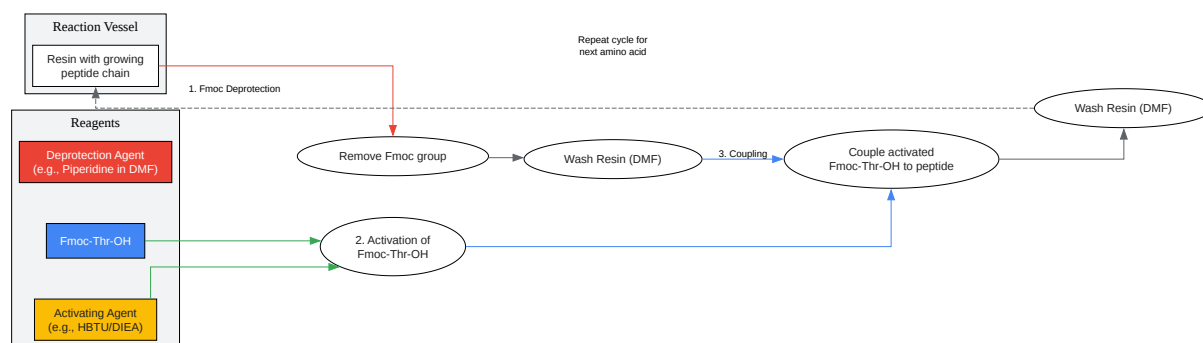 Reaction Vessel
Resin with growing
peptide chain
Repeat cycle for
next amino acid
1. Fmoc Deprotection
Wash Resin (DMF)
Reagents
Deprotection Agent
(e.g., Piperidine in DMF)
Remove Fmoc group
Wash Resin (DMF)
3. Coupling
Couple activated
Fmoc-Thr-OH to peptide
Fmoc-Thr-OH
2. Activation of
Fmoc-Thr-OH
Activating Agent
(e.g., HBTU/DIEA)